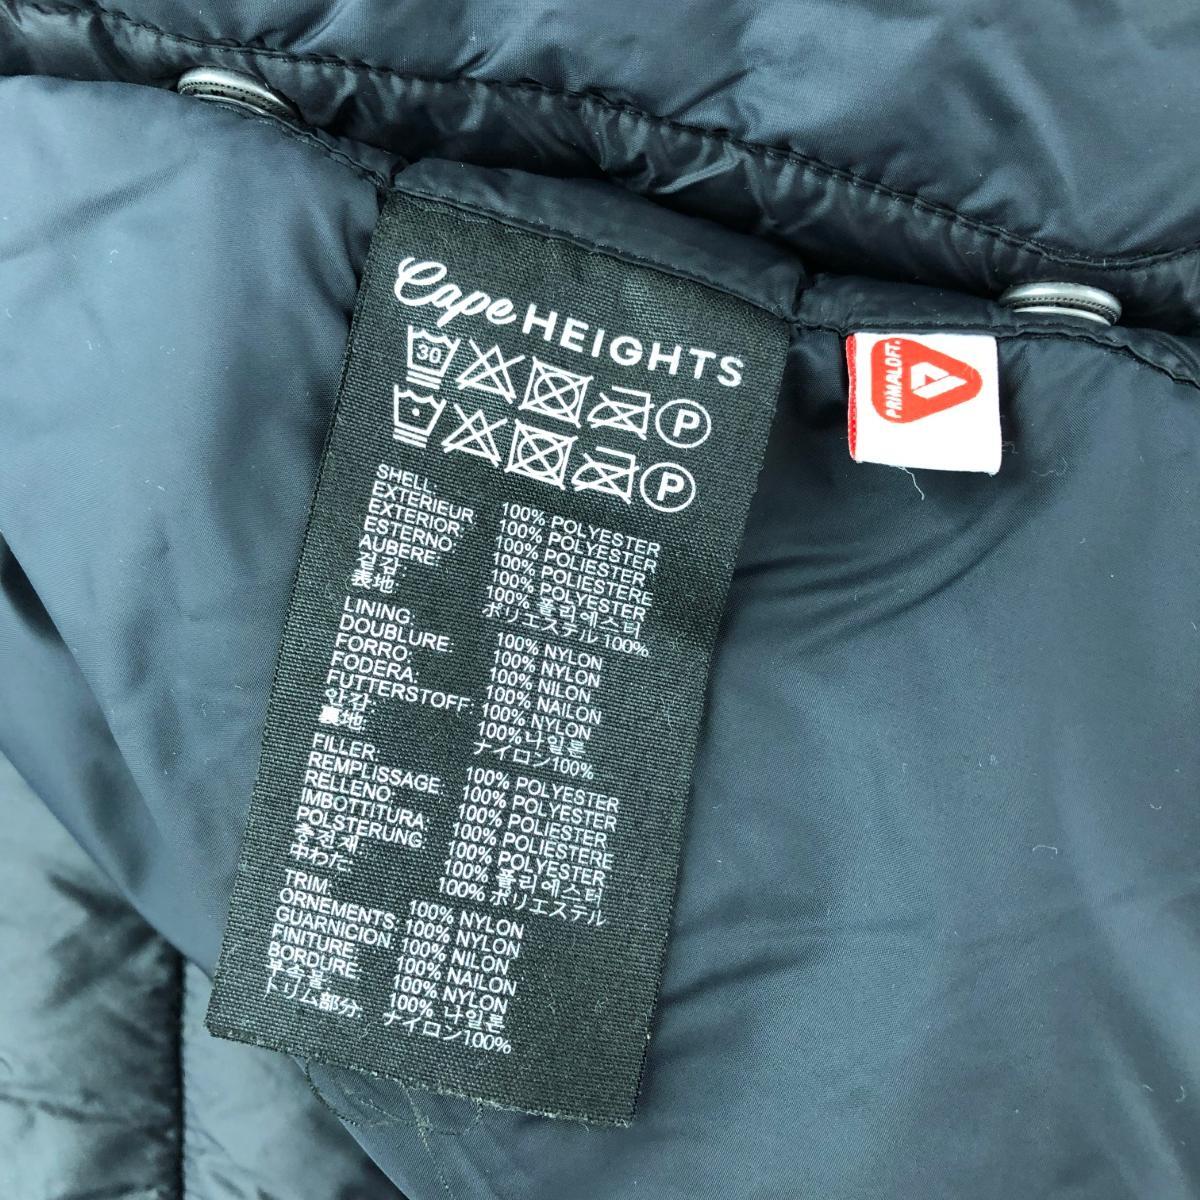 Cape HEIGHTS
30
P
P
SHELL: 100% POLYESTER
EXTERIEUR: 100% POLYESTER
EXTERIOR: 100% POLIESTER
ESTERNO: 100% POLIESTERE
AUBERE: 100% POLYESTER
겉감: 100% 폴리에스터
表地: ポリエステル 100%
LINING: 100% NYLON
DOUBLURE: 100% NYLON
FORRO: 100% NILON
FODERA: 100% NAILON
FUTTERSTOFF: 100% NYLON
안감: 100%나일론
裏地: ナイロン100%
FILLER: 100% POLYESTER
REMPLISSAGE: 100% POLYESTER
RELLENO: 100% POLIESTER
IMBOTTITURA: 100% POLIESTERE
POLSTERUNG: 100% POLYESTER
충전재: 100% 폴리에스터
中わた: 100% ポリエステル
TRIM: 100% NYLON
ORNEMENTS: 100% NYLON
GUARNICION: 100% NILON
FINITURE: 100% NAILON
BORDURE: 100% NYLON
부속물: 100% 나일론
トリム部分: ナイロン100%
PRIMALOFT.